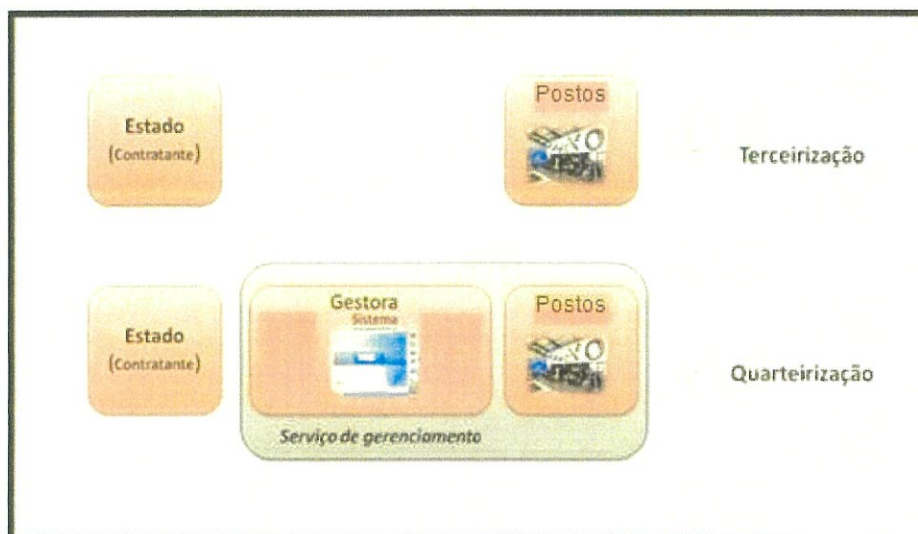 Estado
(Contratante)
Postos
Terceirização
Estado
(Contratante)
Gestora
Sistema
Postos
Quarteirização
Serviço de gerenciamento